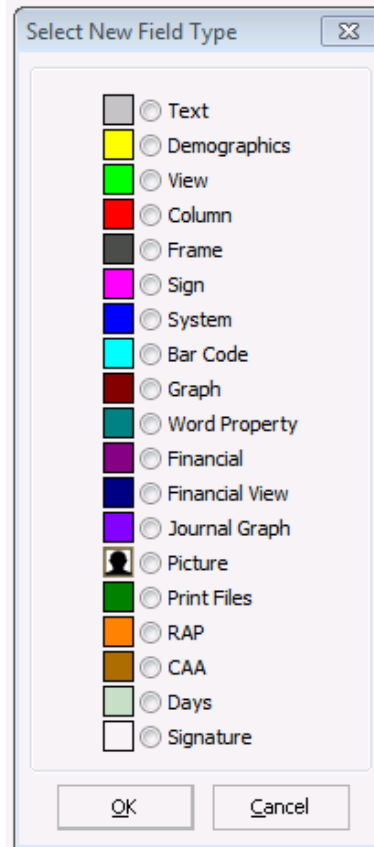 Select New Field Type
Text
Demographics
View
Column
Frame
Sign
System
Bar Code
Graph
Word Property
Financial
Financial View
Journal Graph
Picture
Print Files
RAP
CAA
Days
Signature
OK Cancel